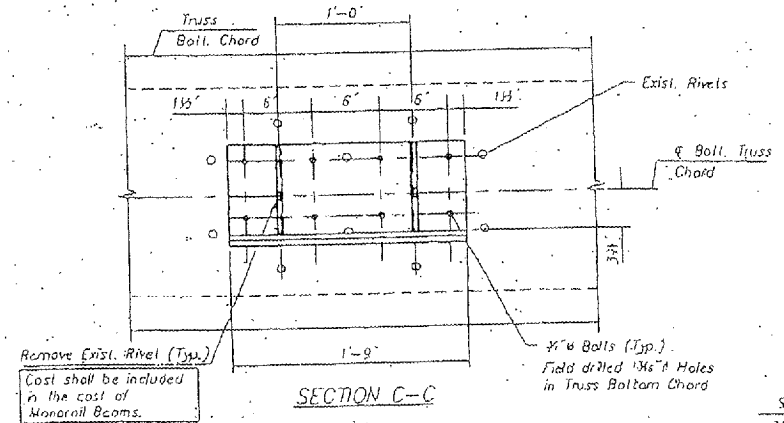 Truss
Bott. Chord
1'-0"
1½" 6" 6" 6" 1½"
Exist. Rivets
℄ Bott. Truss
Chord
3½"
Remove Exist. Rivet (Typ.)
Cost shall be included
in the cost of
Monorail Beams.
1'-9"
SECTION C-C
Bolts (Typ.)
Field drilled Holes
in Truss Bottom Chord
S